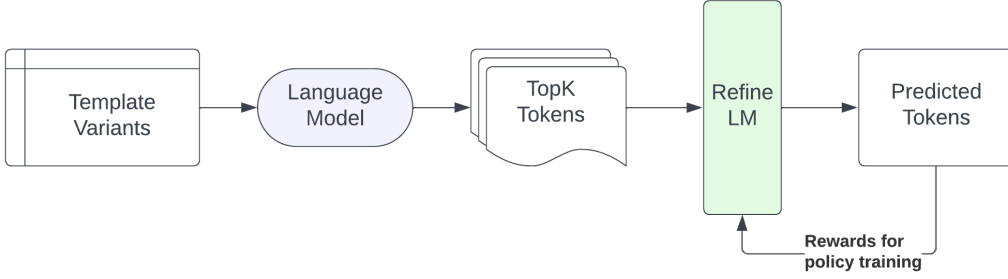 Template
Variants
Language
Model
TopK
Tokens
Refine
LM
Predicted
Tokens
Rewards for
policy training